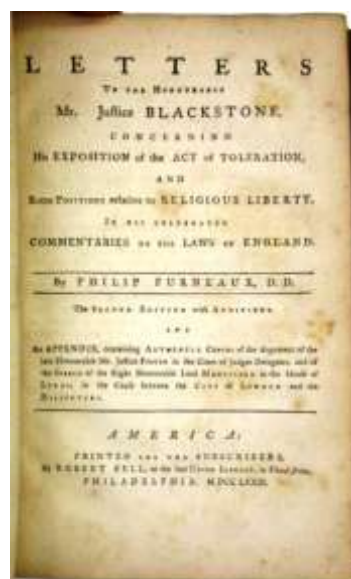 LETTERS
TO THE HONOURABLE
Mr. Justice BLACKSTONE,
CONCERNING
His EXPOSITION of the ACT of TOLERATION,
AND
Some POSITIONS relative to RELIGIOUS LIBERTY,
IN HIS CELEBRATED
COMMENTARIES ON THE LAWS OF ENGLAND.
By PHILIP FURNEAUX, D.D.
The SECOND EDITION with ADDITIONS
AND
An APPENDIX, containing AUTHENTIC COPIES of the Argument of the
late Honourable Mr. Justice FOSTER in the Court of Judges Delegates, and of
the SPEECH of the Right Honourable Lord MANSFIELD in the House of
LORDS, in the Cause between the CITY of LONDON and the
DISSENTERS.
AMERICA:
PRINTED FOR THE SUBSCRIBERS,
By ROBERT BELL, at the late UNION LIBRARY, in Third-street,
PHILADELPHIA. MDCCLXXIII.